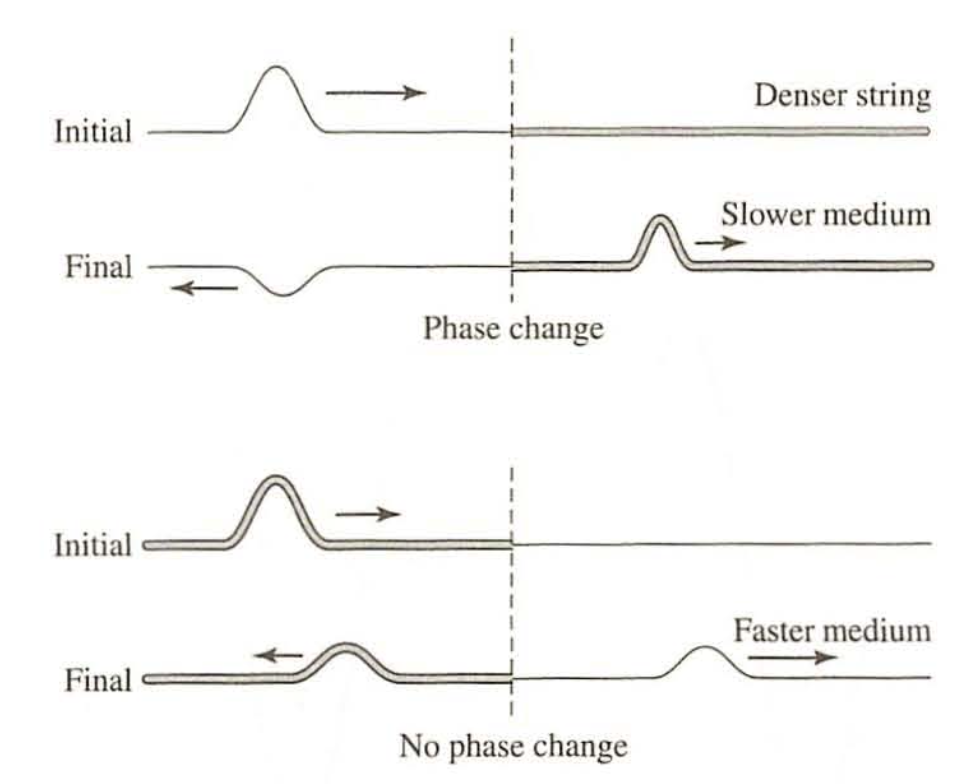 Denser string
Initial
Slower medium
Final
Phase change
Initial
Faster medium
Final
No phase change